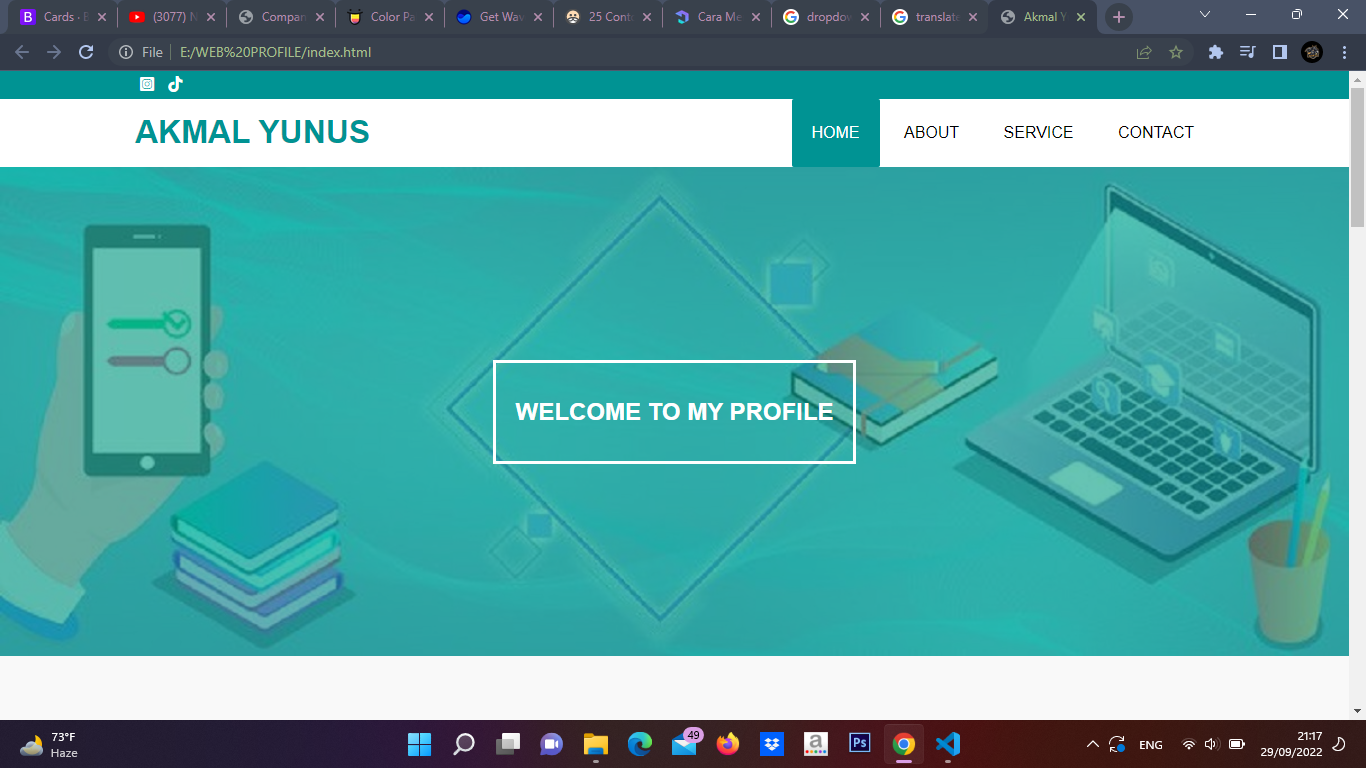 B Cards · B
(3077) N
Compan
Color Pa
Get Wav
25 Conto
Cara Me
dropdov
translate
Akmal Y
File E:/WEB%20PROFILE/index.html
AKMAL YUNUS
HOME
ABOUT
SERVICE
CONTACT
WELCOME TO MY PROFILE
73°F
Haze
49
a
Ps
ENG
21:17
29/09/2022